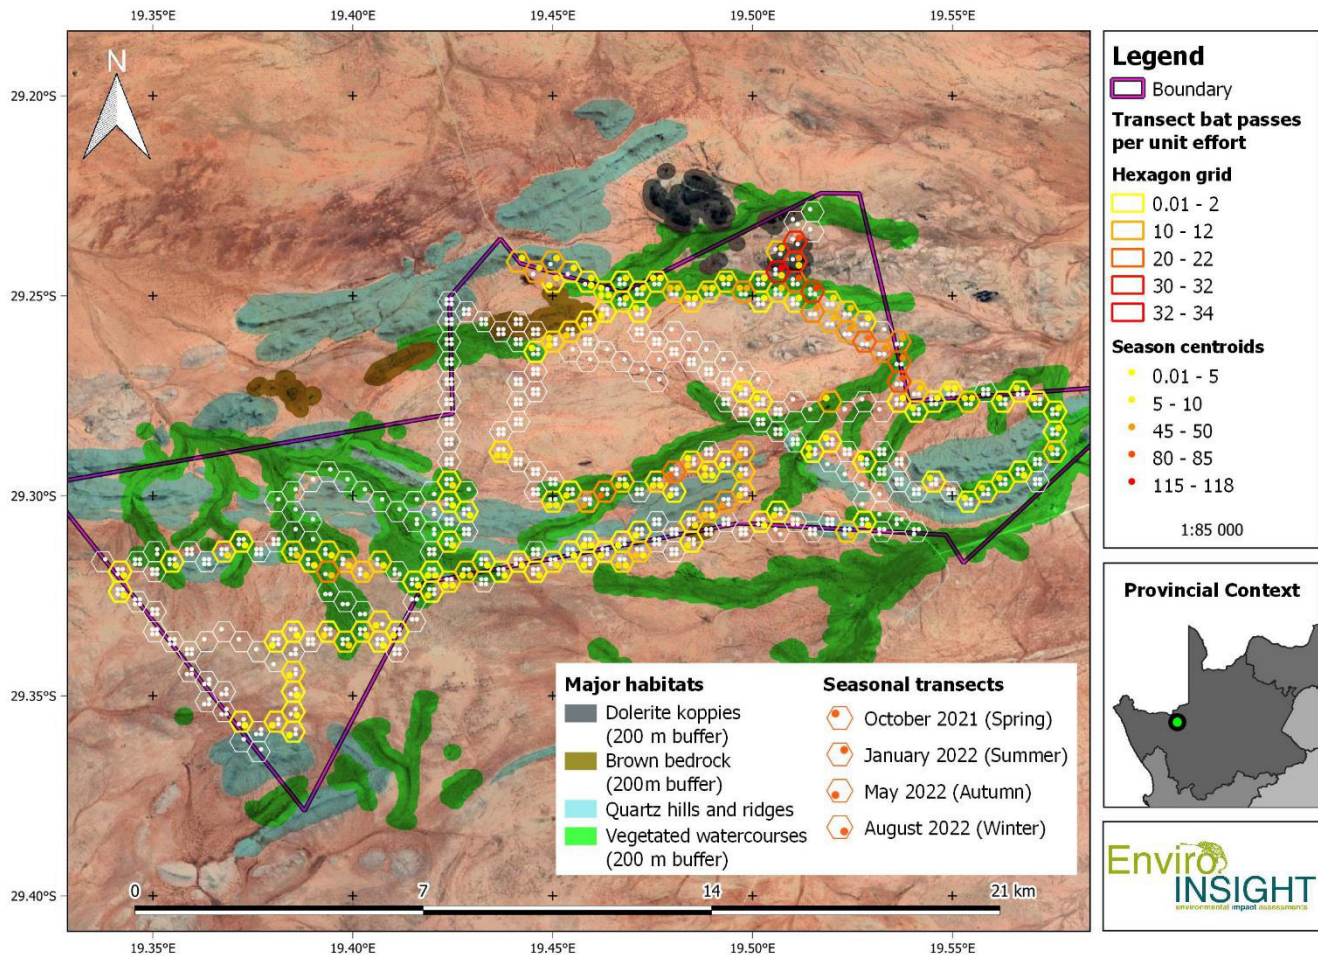 19.35°E 19.40°E 19.45°E 19.50°E 19.55°E
N
29.20°S
29.25°S
29.30°S
29.35°S
29.40°S
Legend
Boundary
Transect bat passes
per unit effort
Hexagon grid
0.01 - 2
10 - 12
20 - 22
30 - 32
32 - 34
Season centroids
0.01 - 5
5 - 10
45 - 50
80 - 85
115 - 118
1:85 000
Provincial Context
Major habitats
Dolerite koppies
(200 m buffer)
Brown bedrock
(200m buffer)
Quartz hills and ridges
Vegetated watercourses
(200 m buffer)
Seasonal transects
October 2021 (Spring)
January 2022 (Summer)
May 2022 (Autumn)
August 2022 (Winter)
0 7 14 21 km
19.35°E 19.40°E 19.45°E 19.50°E 19.55°E
Enviro
INSIGHT
environmental impact assessments